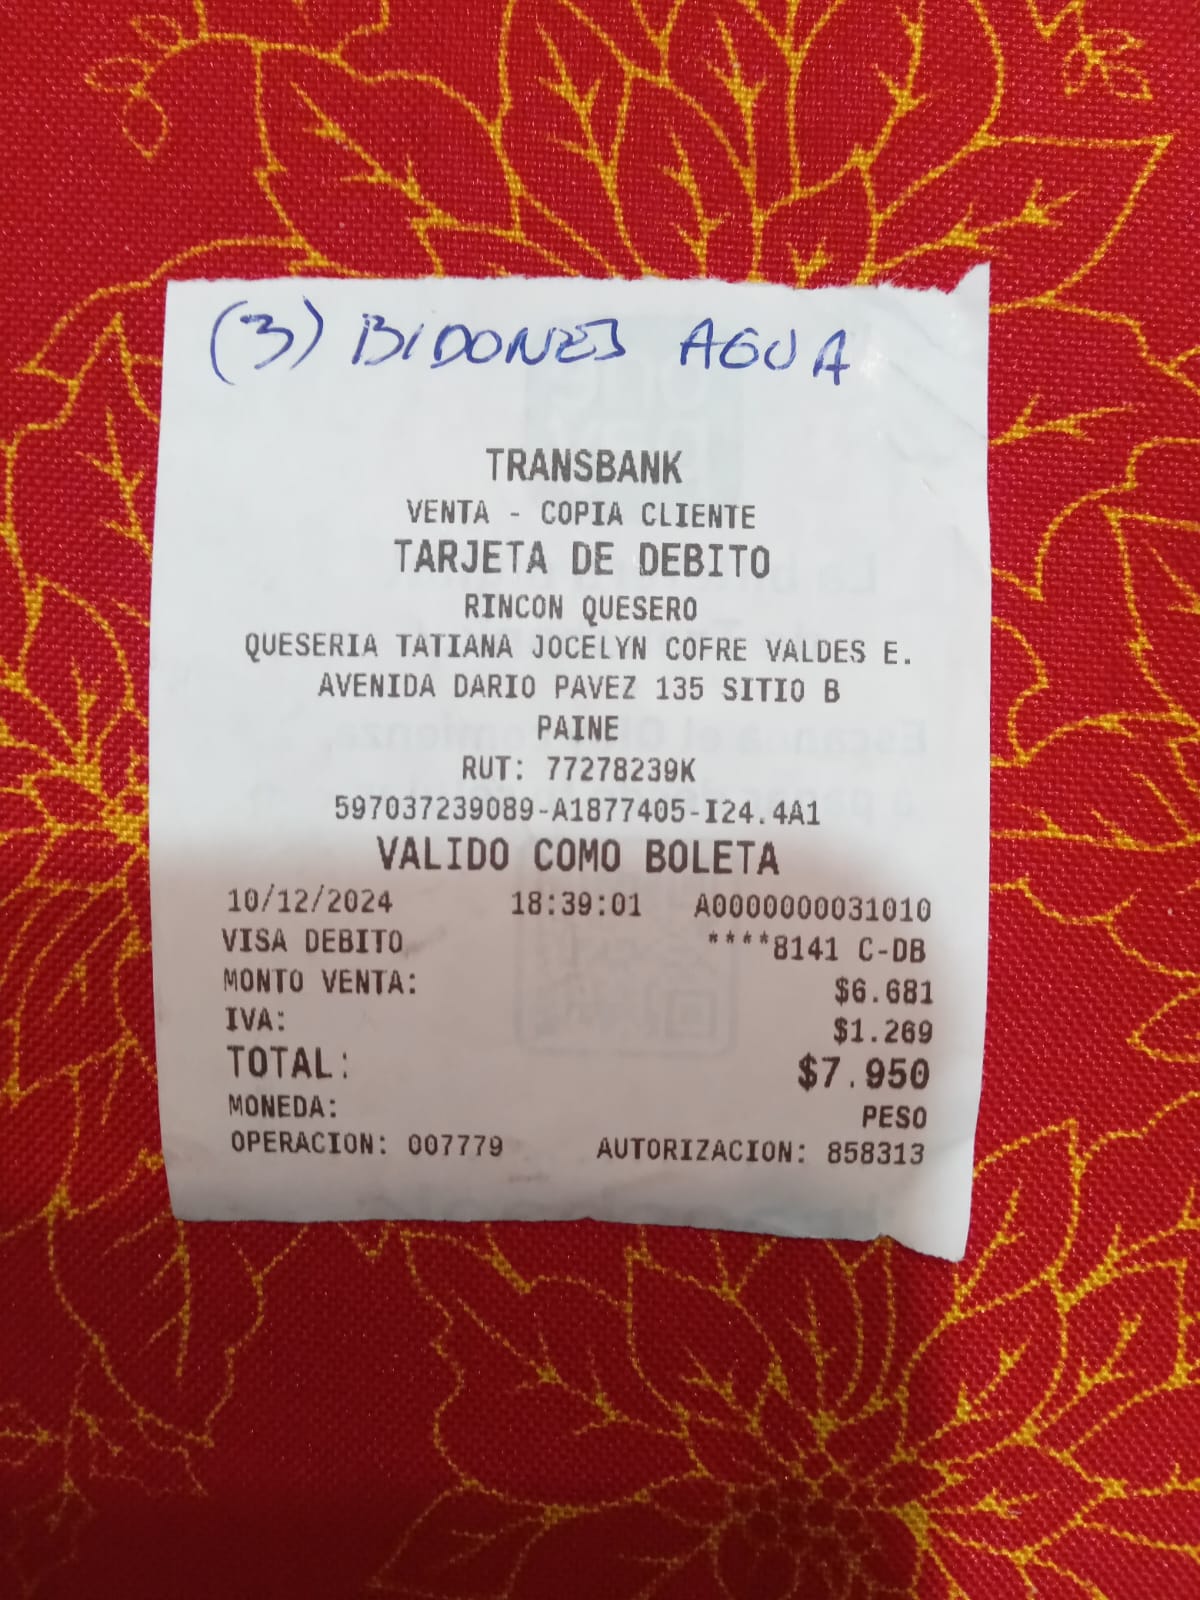 (3) BIDONES AGUA
TRANSBANK
VENTA - COPIA CLIENTE
TARJETA DE DEBITO
RINCON QUESERO
QUESERIA TATIANA JOCELYN COFRE VALDES E.
AVENIDA DARIO PAVEZ 135 SITIO B
PAINE
RUT: 77278239K
597037239089-A1877405-I24.4A1
VALIDO COMO BOLETA
10/12/2024 18:39:01 A0000000031010
VISA DEBITO ****8141 C-DB
MONTO VENTA: $6.681
IVA: $1.269
TOTAL: $7.950
MONEDA: PESO
OPERACION: 007779 AUTORIZACION: 858313